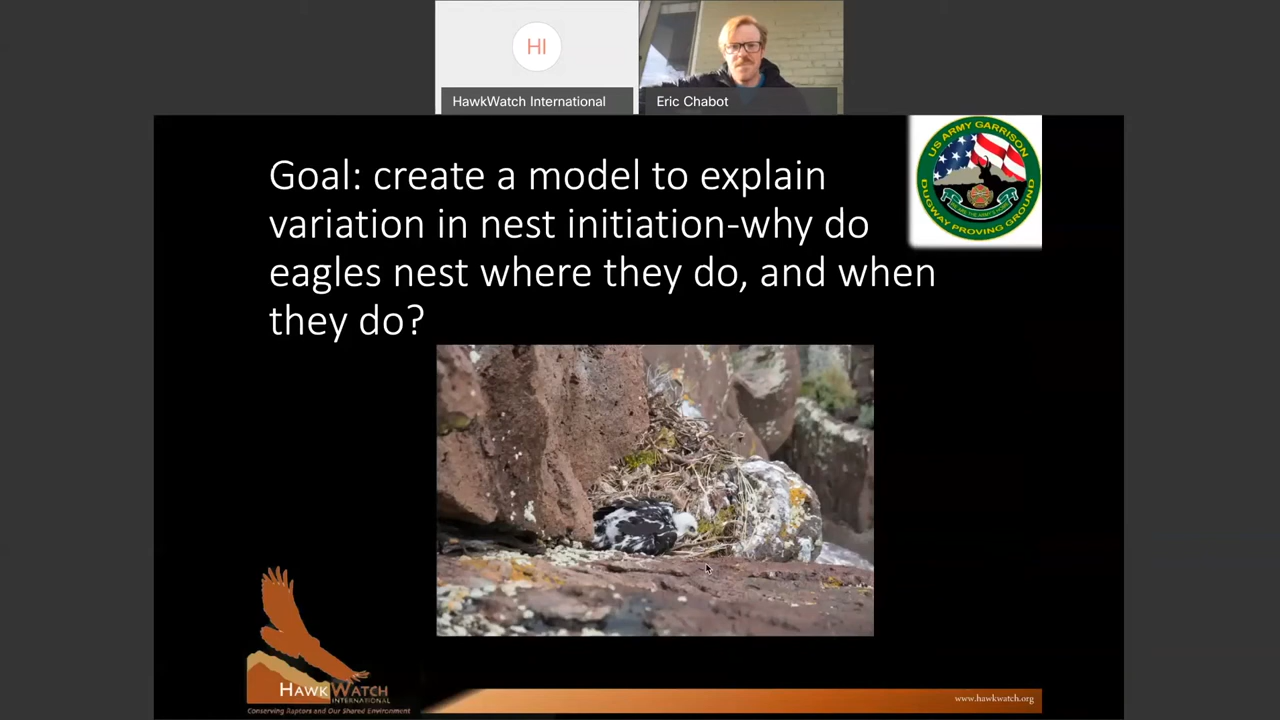 HI
HawkWatch International
Eric Chabot
Goal: create a model to explain
variation in nest initiation-why do
eagles nest where they do, and when
they do?
US ARMY GARRISON
DUGWAY PROVING GROUND
HAWKWATCH
INTERNATIONAL
Conserving Raptors and Our Shared Environment
www.hawkwatch.org